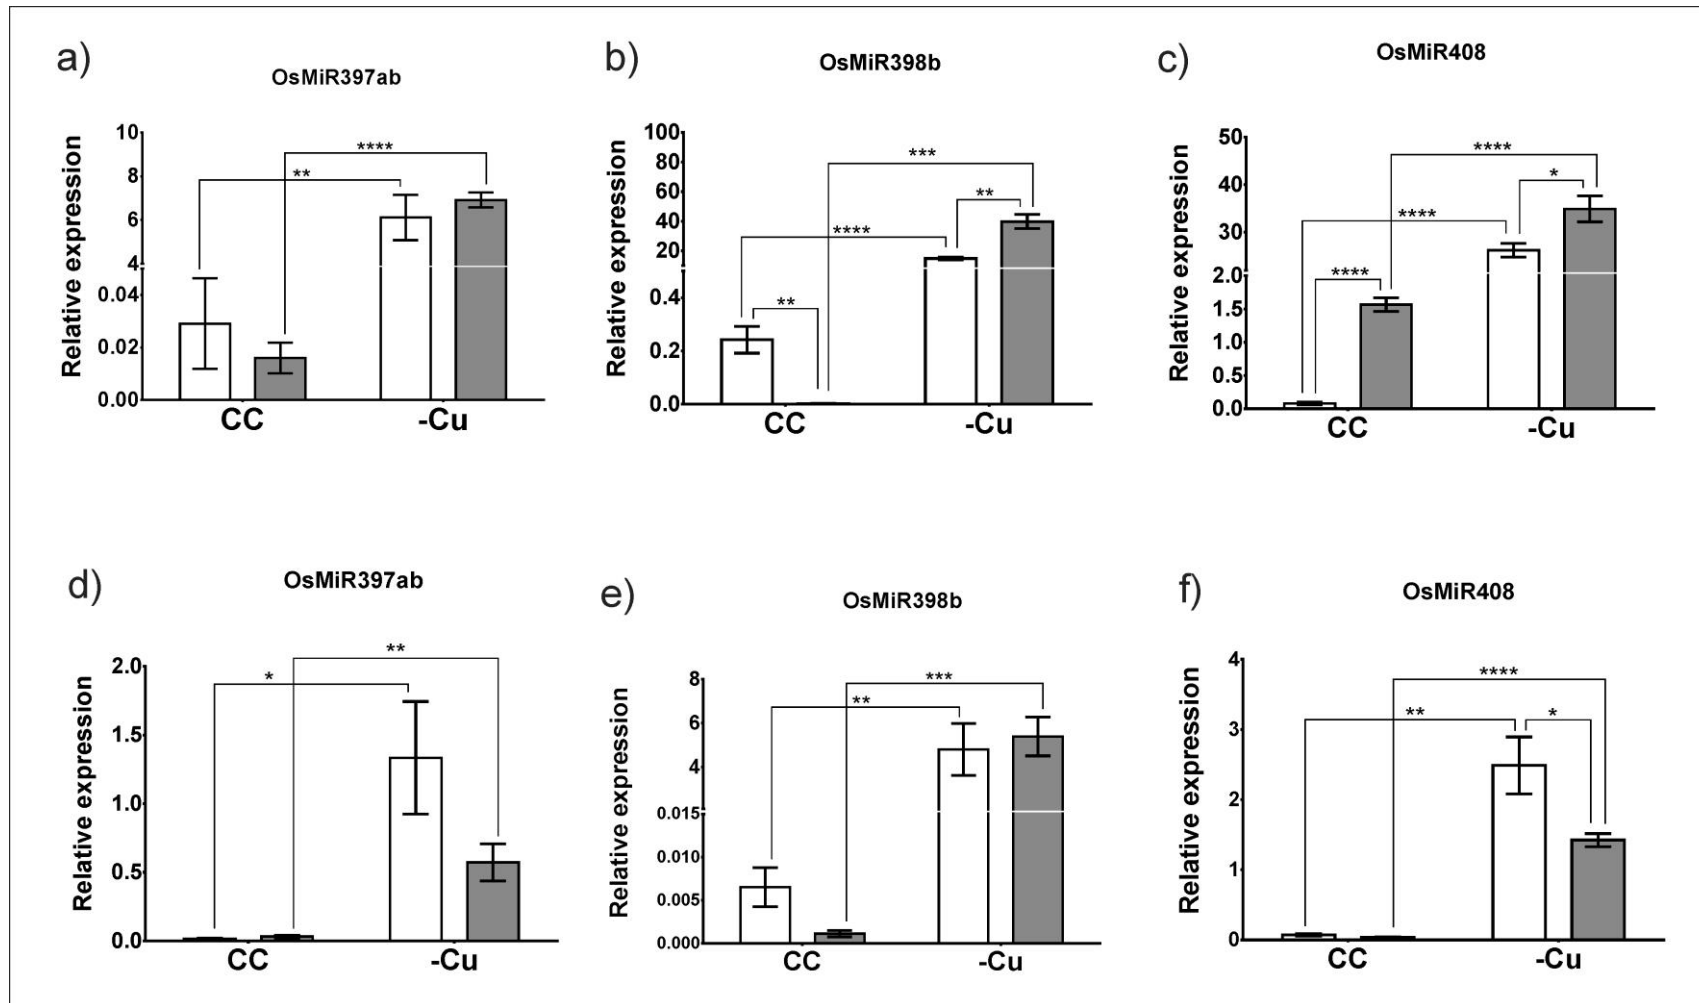 a)
OsMiR397ab
Relative expression
10
8
6
4
0.04
0.02
0.00
**
****
CC
-Cu
b)
OsMiR398b
Relative expression
100
80
60
40
20
0.4
0.2
0.0
***
**
****
**
CC
-Cu
c)
OsMiR408
Relative expression
50
40
30
2.0
1.5
1.0
0.5
0.0
****
*
****
****
CC
-Cu
d)
OsMiR397ab
Relative expression
2.0
1.5
1.0
0.5
0.0
**
*
CC
-Cu
e)
OsMiR398b
Relative expression
8
6
4
0.015
0.010
0.005
0.000
***
**
CC
-Cu
f)
OsMiR408
Relative expression
4
3
2
1
0
****
**
*
CC
-Cu